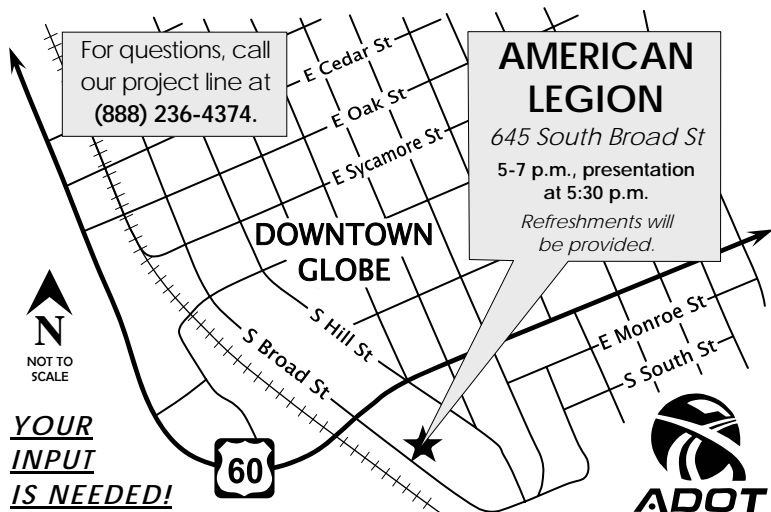 For questions, call
our project line at
(888) 236-4374.
E Cedar St
E Oak St
E Sycamore St
AMERICAN
LEGION
645 South Broad St
5-7 p.m., presentation
at 5:30 p.m.
Refreshments will
be provided.
DOWNTOWN
GLOBE
S Hill St
S Broad St
E Monroe St
S South St
N
NOT TO
SCALE
YOUR
INPUT
IS NEEDED!
60
ADOT